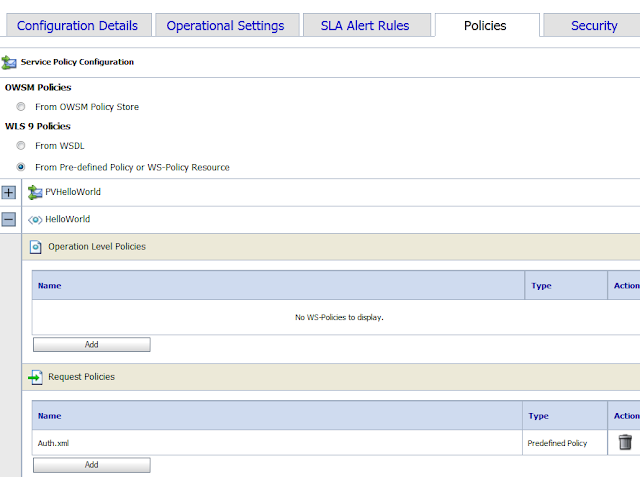 Configuration Details Operational Settings SLA Alert Rules Policies Security
Service Policy Configuration
OWSM Policies
From OWSM Policy Store
WLS 9 Policies
From WSDL
From Pre-defined Policy or WS-Policy Resource
PVHelloWorld
HelloWorld
Operation Level Policies
Name Type Action
No WS-Policies to display.
Add
Request Policies
Name Type Action
Auth.xml Predefined Policy
Add